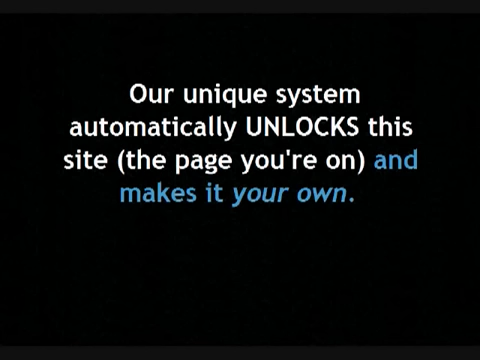 Our unique system
automatically UNLOCKS this
site (the page you're on) and
makes it your own.